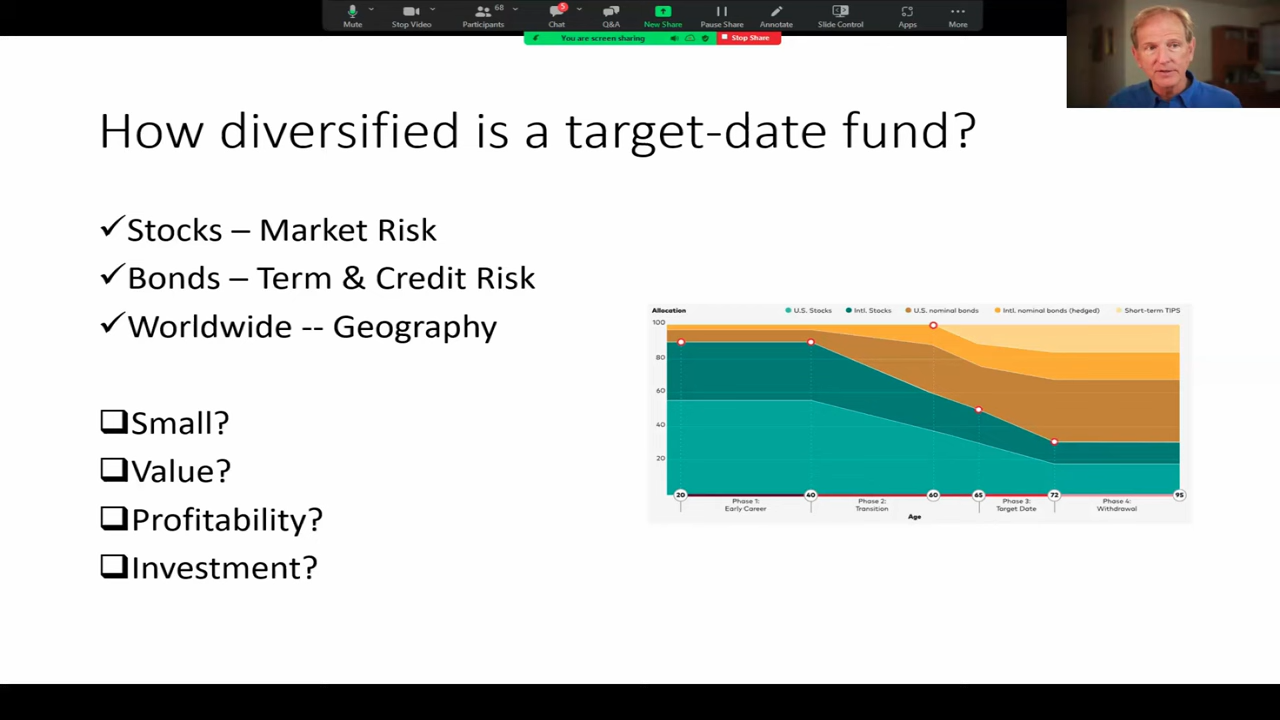 Mute
Stop Video
68
Participants
5
Chat
Q&A
New Share
Pause Share
Annotate
Slide Control
Apps
More
You are screen sharing
Stop Share
How diversified is a target-date fund?
Stocks – Market Risk
Bonds – Term & Credit Risk
Worldwide -- Geography
Small?
Value?
Profitability?
Investment?
Allocation
U.S. Stocks
Intl. Stocks
U.S. nominal bonds
Intl. nominal bonds (hedged)
Short-term TIPS
100
80
60
40
20
20
40
60
65
72
95
Phase 1:
Early Career
Phase 2:
Transition
Phase 3:
Target Date
Phase 4:
Withdrawal
Age